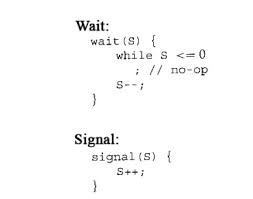 Wait:
wait(S) {
while S <= 0
; // no-op
S--;
}
Signal:
signal(S) {
S++;
}